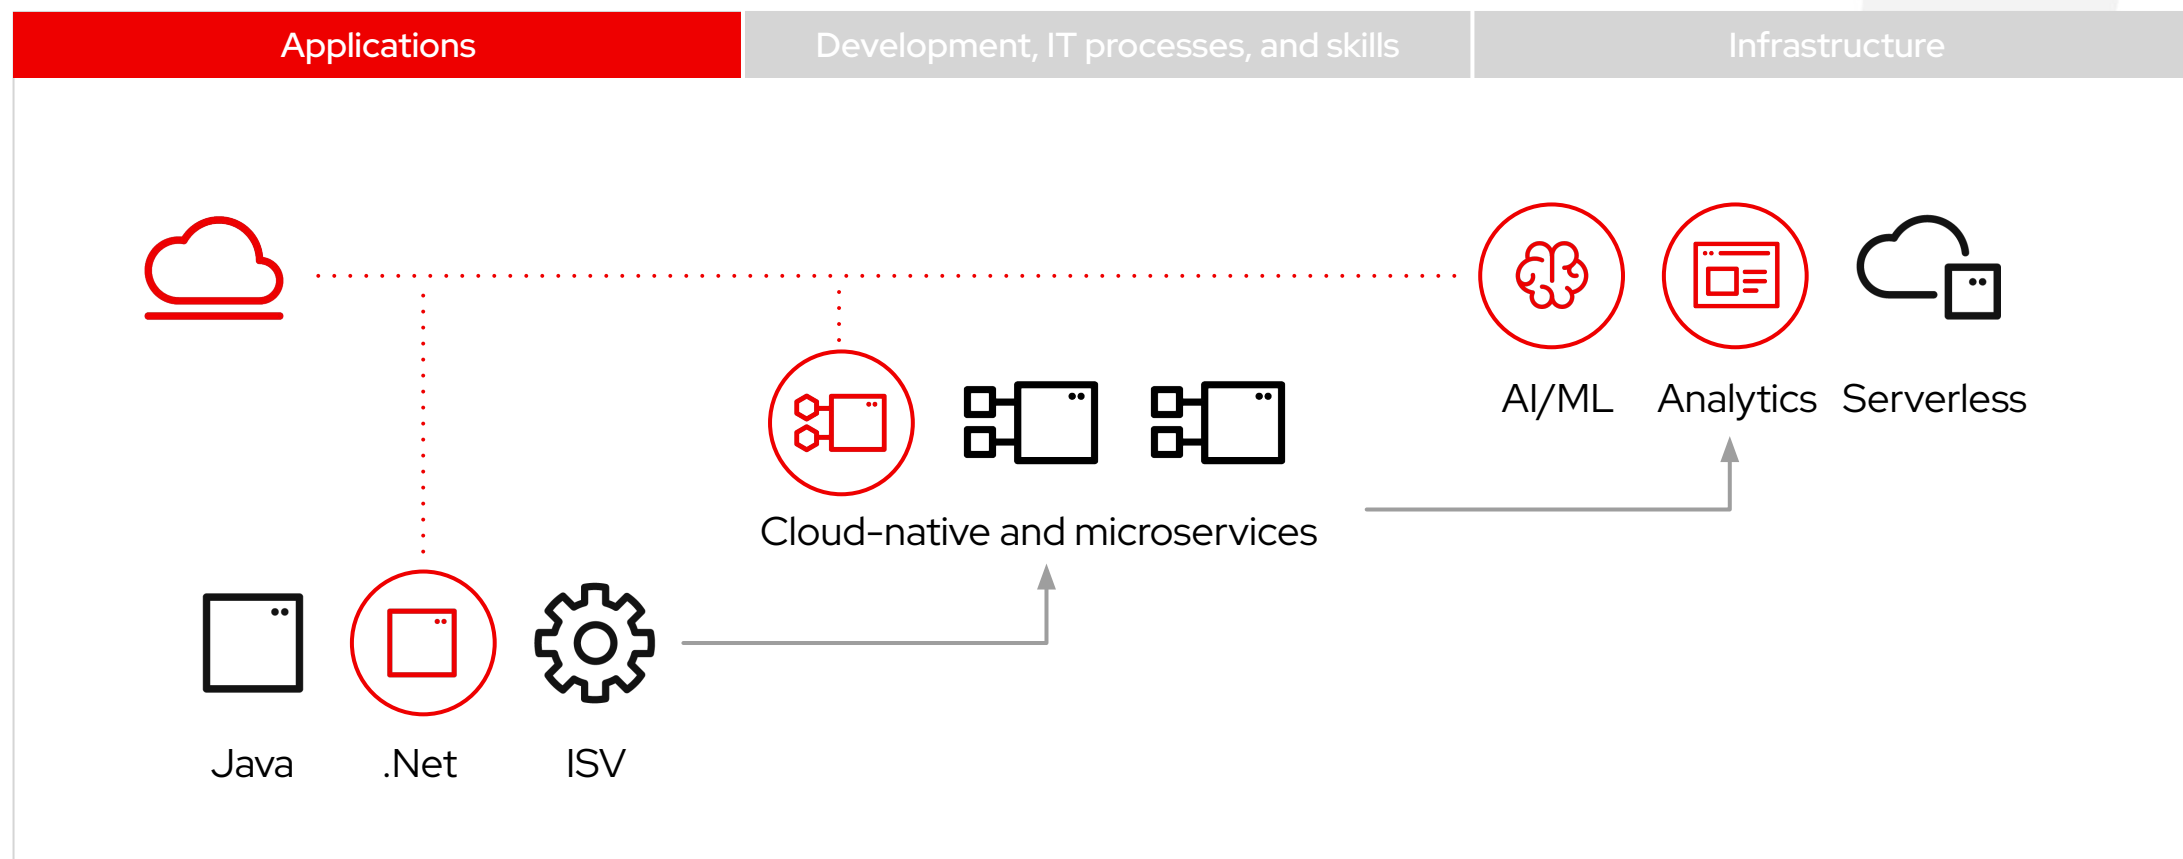 Applications
Development, IT processes, and skills
Infrastructure
AI/ML
Analytics
Serverless
Cloud-native and microservices
Java
.Net
ISV